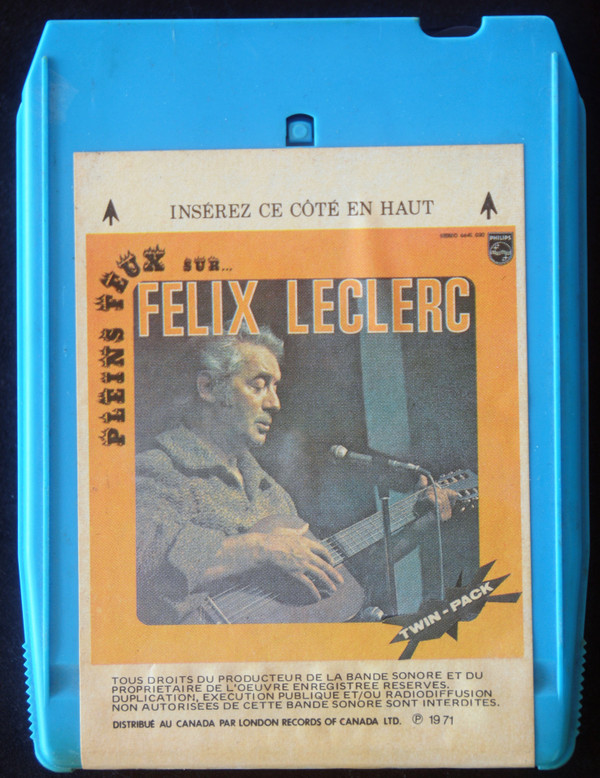 INSÉREZ CE CÔTÉ EN HAUT
PHILIPS
PLEINS FEUX SUR...
FELIX LECLERC
TWIN-PACK
TOUS DROITS DU PRODUCTEUR DE LA BANDE SONORE ET DU
PROPRIETAIRE DE L'OEUVRE ENREGISTREE RESERVES.
DUPLICATION, EXECUTION PUBLIQUE ET/OU RADIODIFFUSION
NON AUTORISEES DE CETTE BANDE SONORE SONT INTERDITES.
DISTRIBUÉ AU CANADA PAR LONDON RECORDS OF CANADA LTD. ℗ 1971